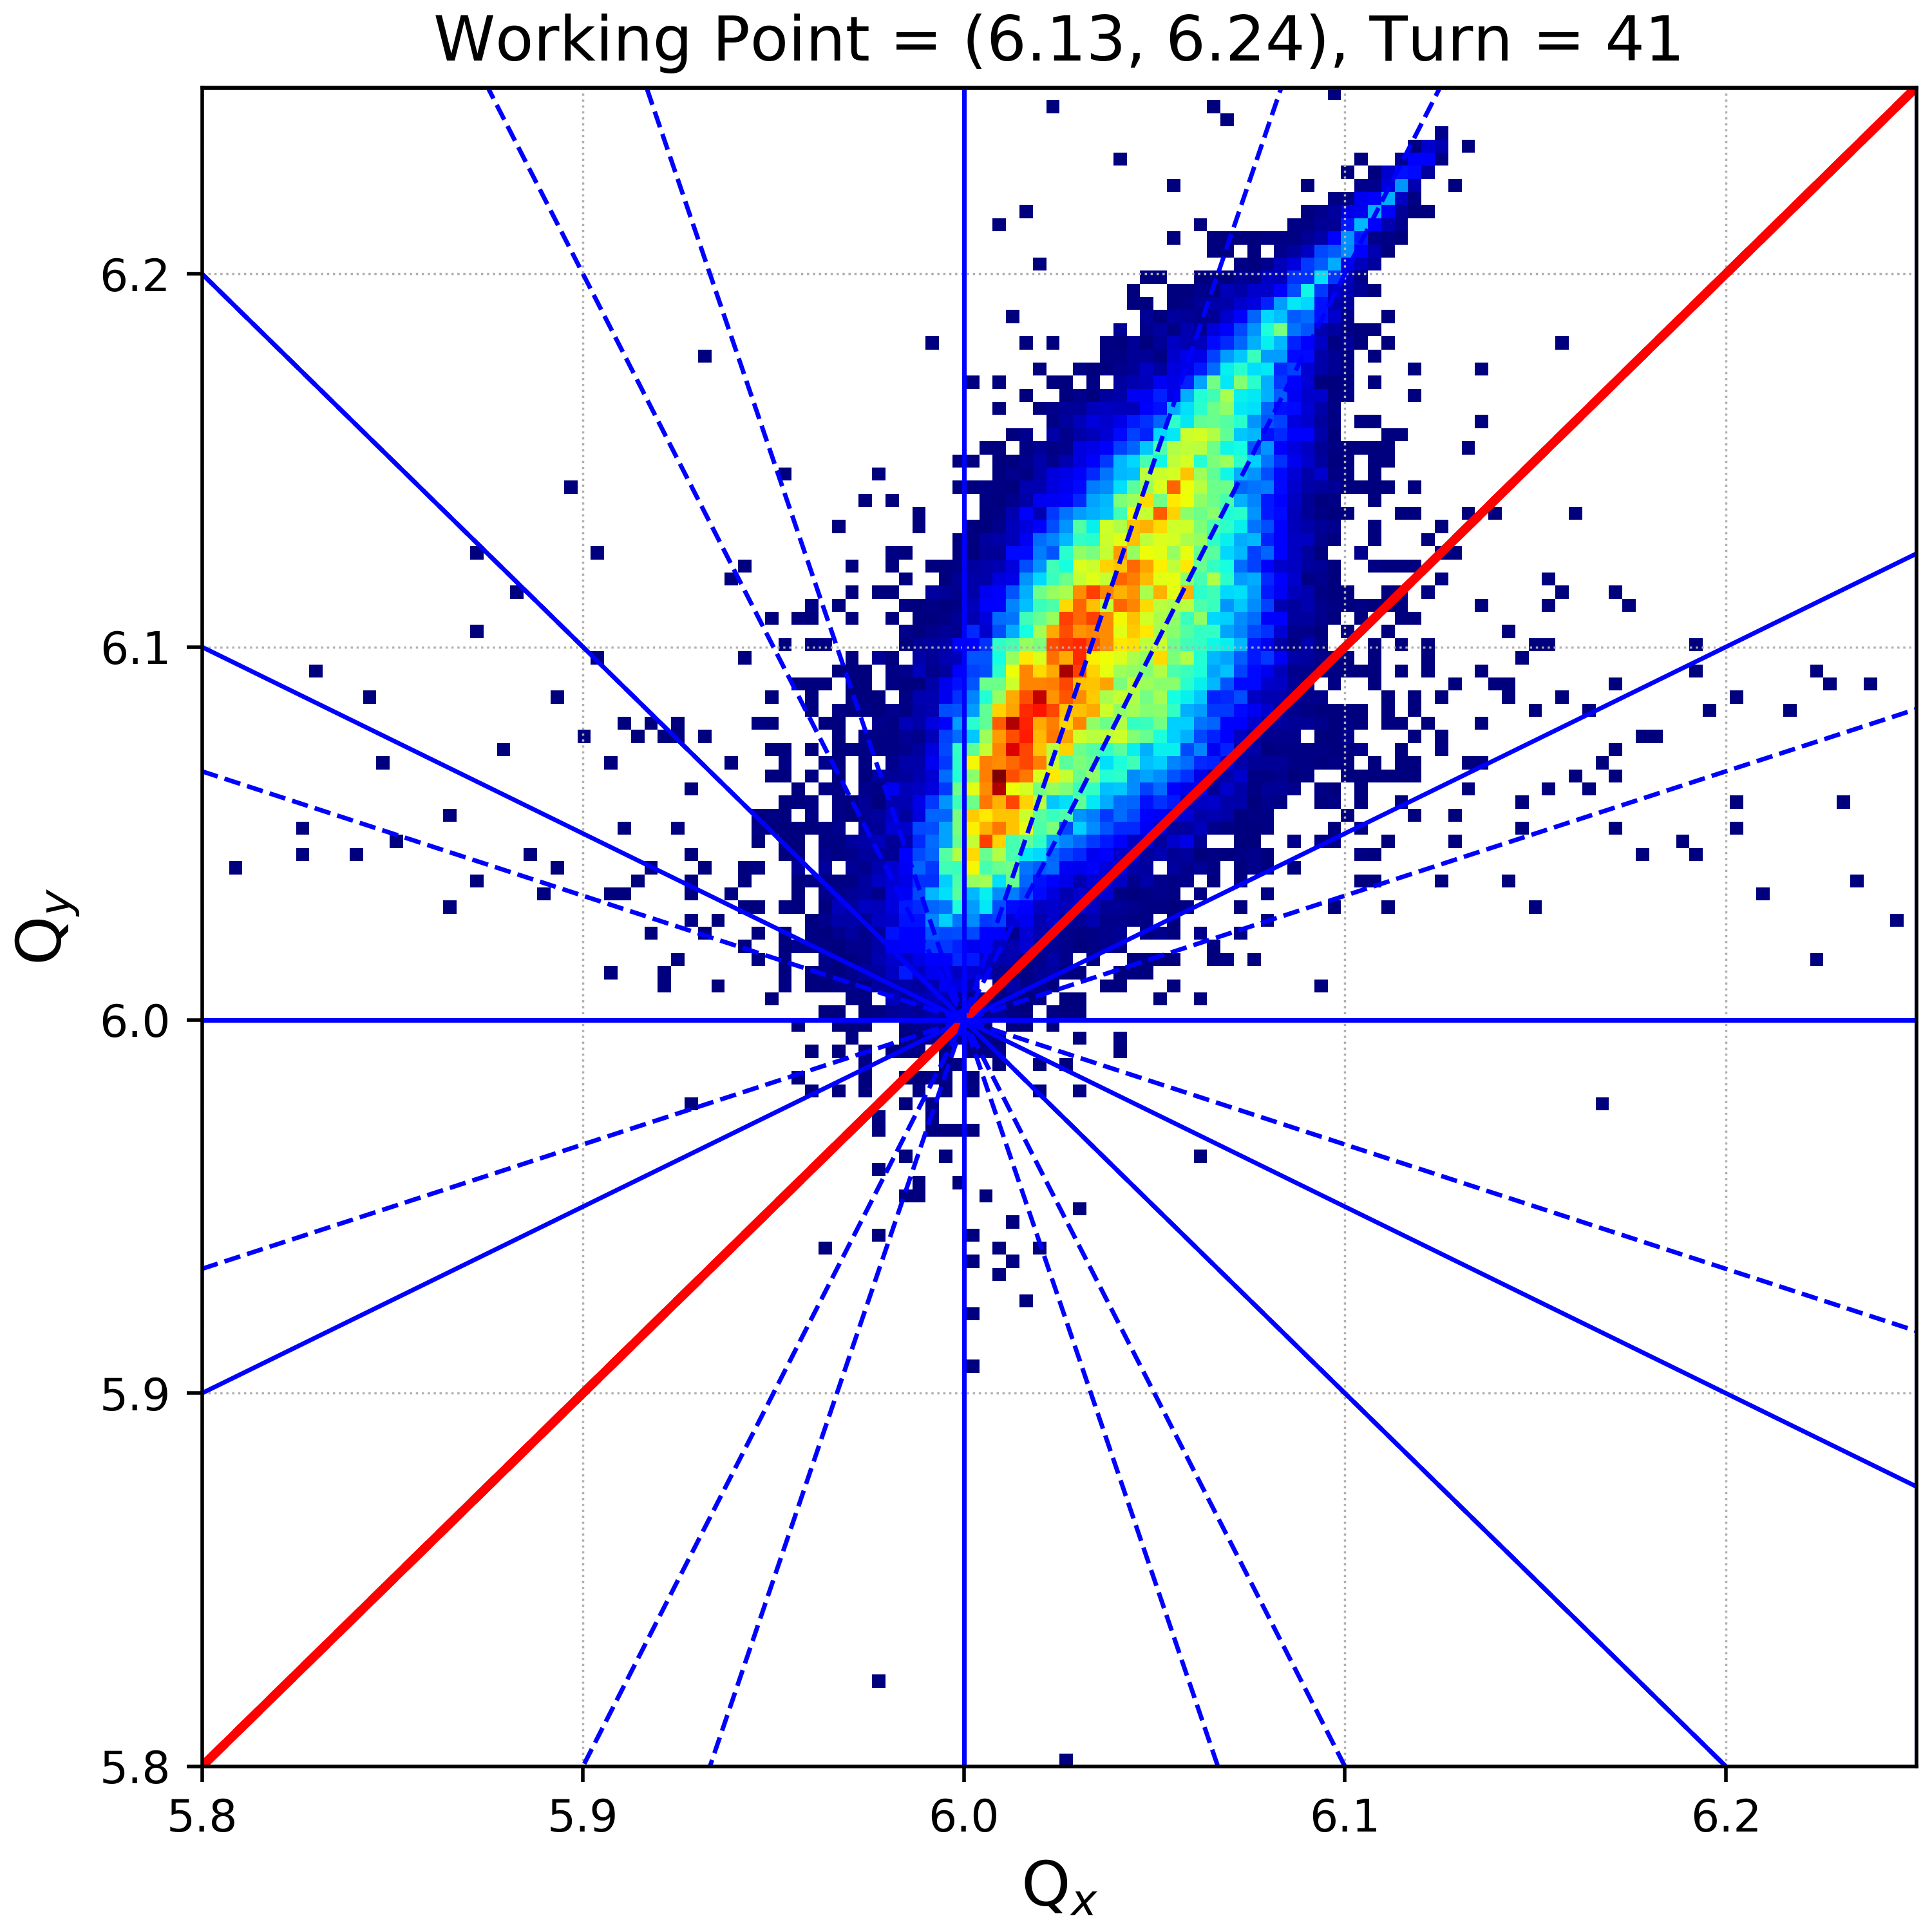 Working Point = (6.13, 6.24), Turn = 41
6.2
6.1
6.0
5.9
5.8
Qy
5.8 5.9 6.0 6.1 6.2
Qx